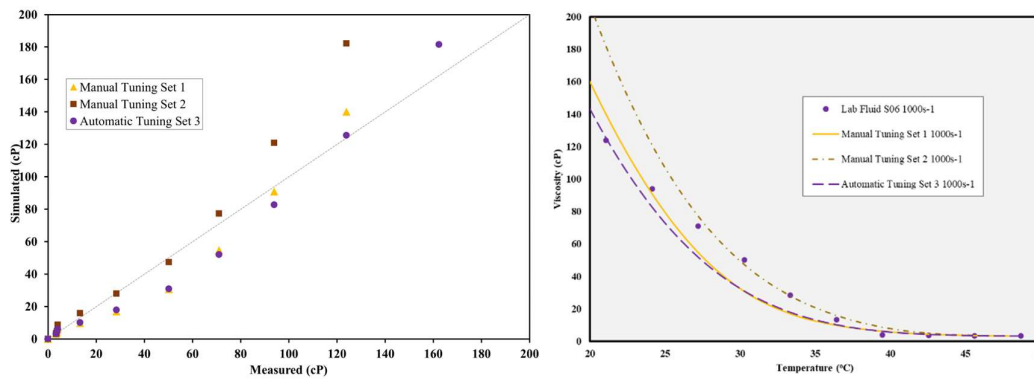 200
180
160
140
120
100
80
60
40
20
0
Simulated (cP)
Manual Tuning Set 1
Manual Tuning Set 2
Automatic Tuning Set 3
0 20 40 60 80 100 120 140 160 180 200
Measured (cP)
200
180
160
140
120
100
80
60
40
20
0
Viscosity (cP)
Lab Fluid S06 1000s-1
Manual Tuning Set 1 1000s-1
Manual Tuning Set 2 1000s-1
Automatic Tuning Set 3 1000s-1
20 25 30 35 40 45
Temperature (°C)